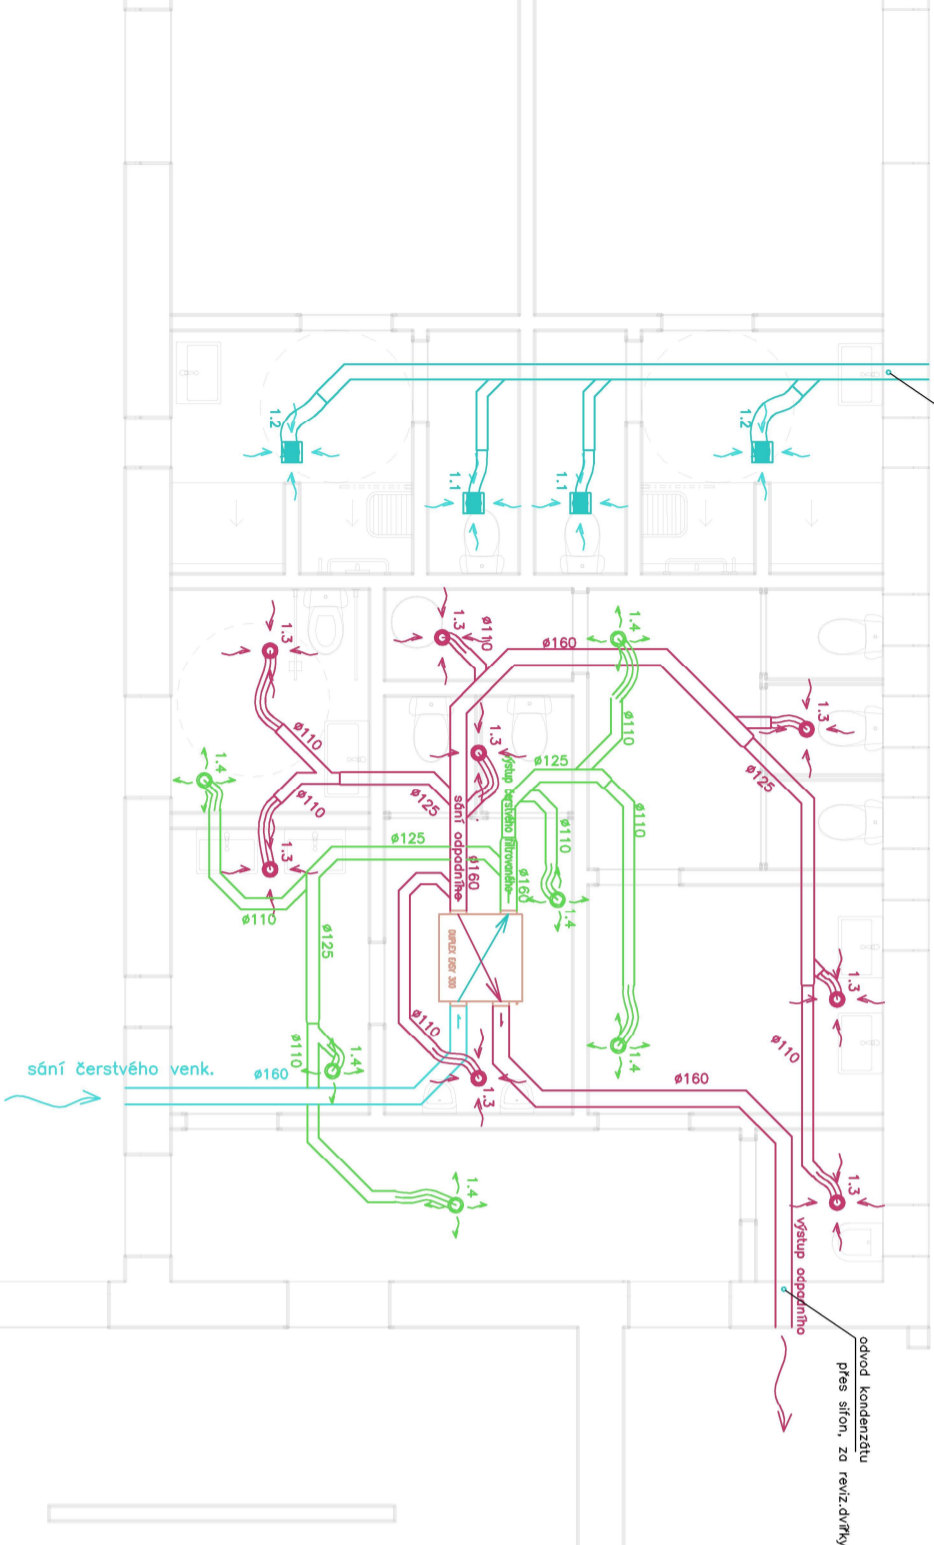 1.2
1.2
1.1
1.1
1.3
1.3
ø110
ø160
1.4
1.3
1.3
ø110
ø110
1.4
ø125
výstup čerstvého filtrovaného
ø125
ø110
ø125
sání odpadního
ø110
ø110
1.3
ø125
ø160
ø160
1.4
ø110
ø125
DUPLEX EASY 300
1.3
ø110
ø110
1.4
1.4
ø110
sání čerstvého venk.
ø160
1.3
ø160
1.4
1.3
výstup odpadního
odvod kondenzátu
přes sifon, za reviz.dvířky